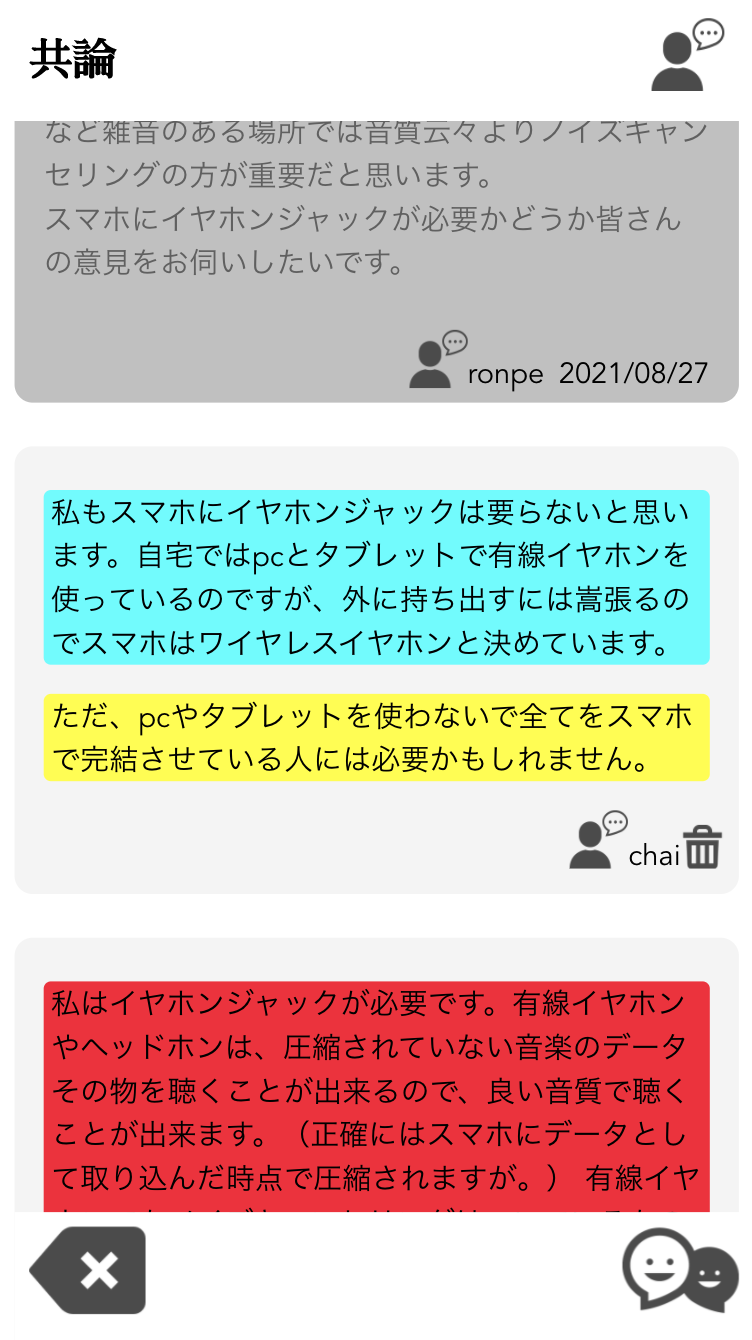 共論
など雑音のある場所では音質云々よりノイズキャン
セリングの方が重要だと思います。
スマホにイヤホンジャックが必要かどうか皆さん
の意見をお伺いしたいです。
ronpe 2021/08/27
私もスマホにイヤホンジャックは要らないと思い
ます。自宅ではpcとタブレットで有線イヤホンを
使っているのですが、外に持ち出すには嵩張るの
でスマホはワイヤレスイヤホンと決めています。
ただ、pcやタブレットを使わないで全てをスマホ
で完結させている人には必要かもしれません。
chai
私はイヤホンジャックが必要です。有線イヤホン
やヘッドホンは、圧縮されていない音楽のデータ
その物を聴くことが出来るので、良い音質で聴く
ことが出来ます。（正確にはスマホにデータとし
て取り込んだ時点で圧縮されますが。） 有線イヤ